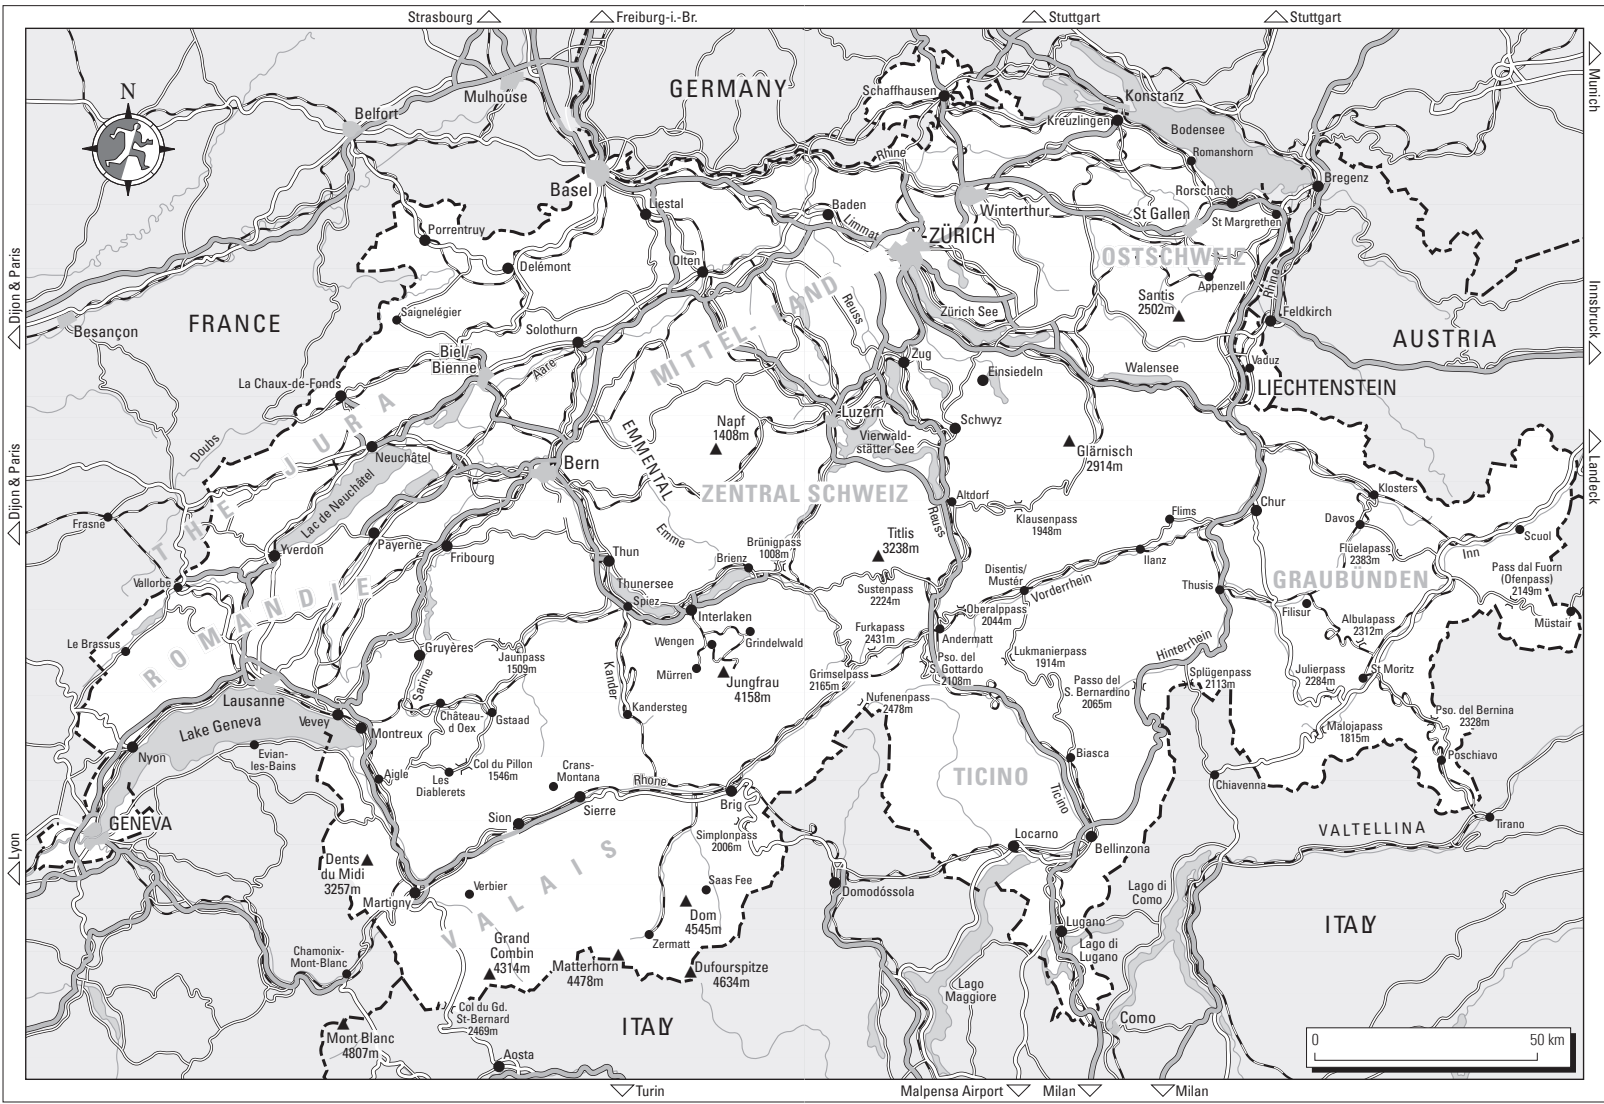 Strasbourg
Freiburg-i.-Br.
Stuttgart
Stuttgart
Munich
Innsbruck
Landeck
Dijon & Paris
Dijon & Paris
Lyon
Turin
Malpensa Airport
Milan
Milan
N
GERMANY
Mulhouse
Belfort
Schaffhausen
Konstanz
Kreuzlingen
Bodensee
Romanshorn
Rhine
Basel
Bregenz
Rorschach
Liestal
Baden
Limmat
Winterthur
St Gallen
St Margrethen
Porrentruy
ZÜRICH
OSTSCHWEIZ
Delémont
Olten
Appenzell
Rhine
Santis
2502m
Saignelégier
FRANCE
Besançon
Solothurn
MITTEL-LAND
Reuss
Zürich See
Feldkirch
AUSTRIA
Biel/
Bienne
Aare
Zug
Vaduz
Walensee
Einsiedeln
LIECHTENSTEIN
La Chaux-de-Fonds
THE JURA
Doubs
Luzern
Schwyz
Napf
1408m
Vierwald-
stätter See
Glärnisch
2914m
EMMENTAL
Neuchâtel
Bern
Lac de Neuchâtel
ZENTRAL SCHWEIZ
Altdorf
Klosters
Frasne
Reuss
Klausenpass
1948m
Flims
Chur
Davos
Emme
Titlis
3238m
Scuol
Payerne
Fribourg
Yverdon
Thun
Brünigpass
1008m
Brienz
Ilanz
Flüelapass
2383m
Inn
Pass dal Fuorn
(Ofenpass)
2149m
Vallorbe
Thunersee
Sustenpass
2224m
Disentis/
Mustér
Vorderrhein
Thusis
GRAUBÜNDEN
ROMANDIE
Spiez
Interlaken
Oberalppass
2044m
Filisur
Albulapass
2312m
Müstair
Le Brassus
Gruyères
Jaunpass
1509m
Wengen
Grindelwald
Furkapass
2431m
Andermatt
Lukmanierpass
1914m
Hinterrhein
Sarine
Kander
Mürren
Jungfrau
4158m
Grimselpass
2165m
Pso. del
S. Gottardo
2108m
Passo del
S. Bernardino
2065m
Splügenpass
2113m
Julierpass
2284m
St Moritz
Nufenenpass
2478m
Lausanne
Lake Geneva
Vevey
Montreux
Château-
d Oex
Gstaad
Kandersteg
Malojapass
1815m
Pso. del Bernina
2328m
Nyon
Evian-
les-Bains
Aigle
Les
Diablerets
Col du Pillon
1546m
Crans-
Montana
Biasca
Poschiavo
Rhone
TICINO
Ticino
Chiavenna
Brig
Sierre
Sion
GENEVA
Simplonpass
2006m
Locarno
Bellinzona
VALTELLINA
Tirano
Dents
du Midi
3257m
VALAIS
Martigny
Verbier
Saas Fee
Domodóssola
Lago di
Como
Dom
4545m
Lugano
ITALY
Grand
Combin
4314m
Zermatt
Chamonix-
Mont-Blanc
Matterhorn
4478m
Dufourspitze
4634m
Lago di
Lugano
Lago
Maggiore
Col du Gd.
St-Bernard
2469m
ITALY
Como
Mont Blanc
4807m
Aosta
0
50 km